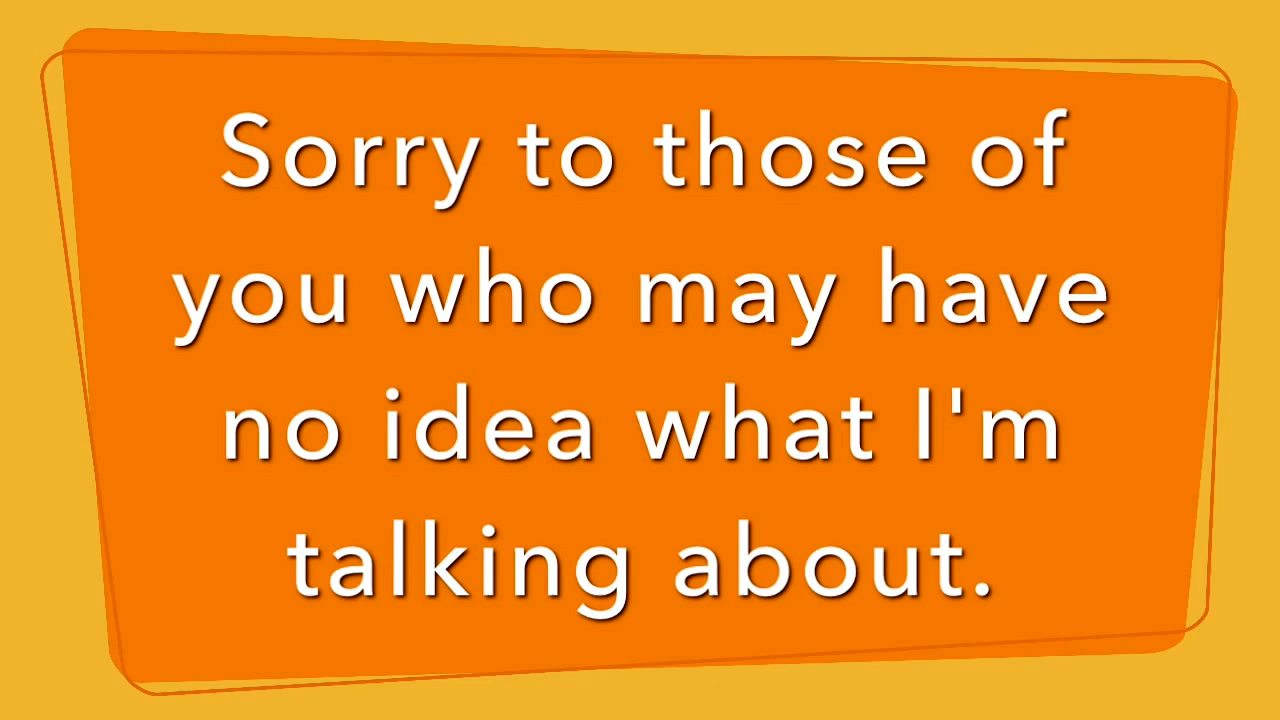 Sorry to those of
you who may have
no idea what I'm
talking about.